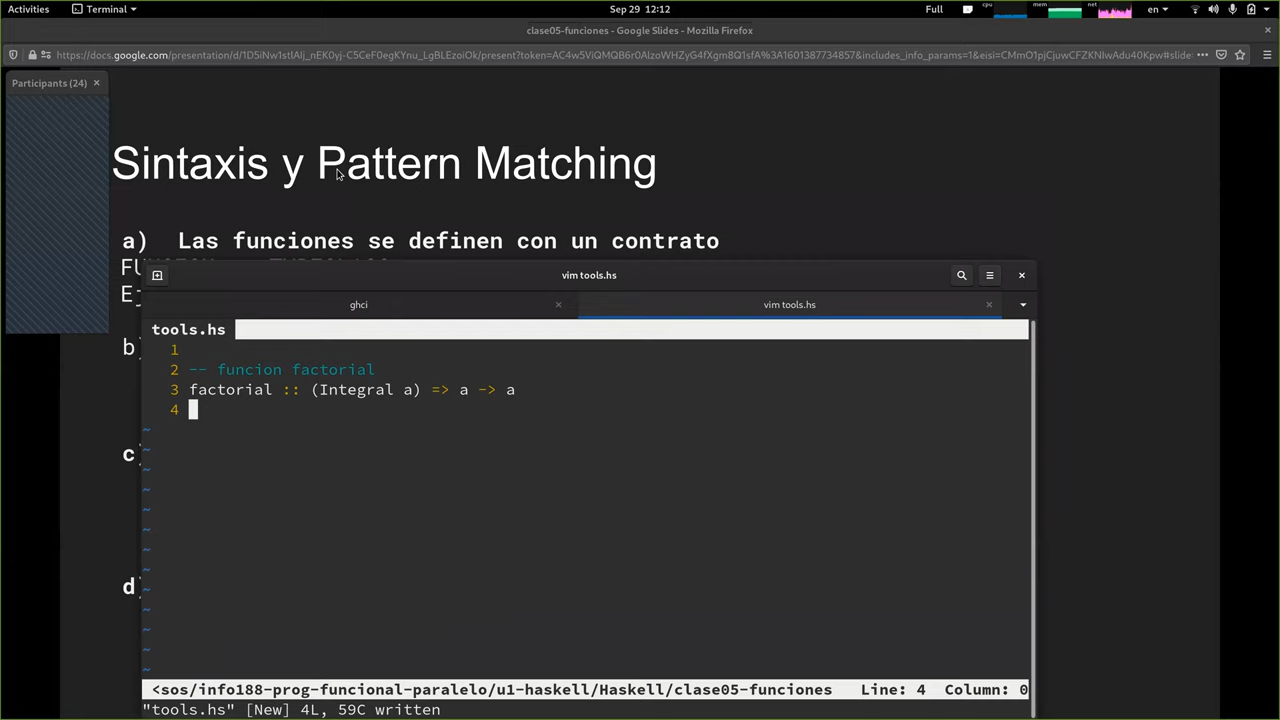 Activities Terminal Sep 29 12:12 Full cpu mem net en
clase05-funciones - Google Slides - Mozilla Firefox
Participants (24)
Sintaxis y Pattern Matching
a) Las funciones se definen con un contrato
b)
c)
d)
vim tools.hs
ghci vim tools.hs
tools.hs
1
2 -- funcion factorial
3 factorial :: (Integral a) => a -> a
4
~
~
~
~
~
~
~
~
~
~
~
~
~
<sos/info188-prog-funcional-paralelo/u1-haskell/Haskell/clase05-funciones Line: 4 Column: 0
"tools.hs" [New] 4L, 59C written